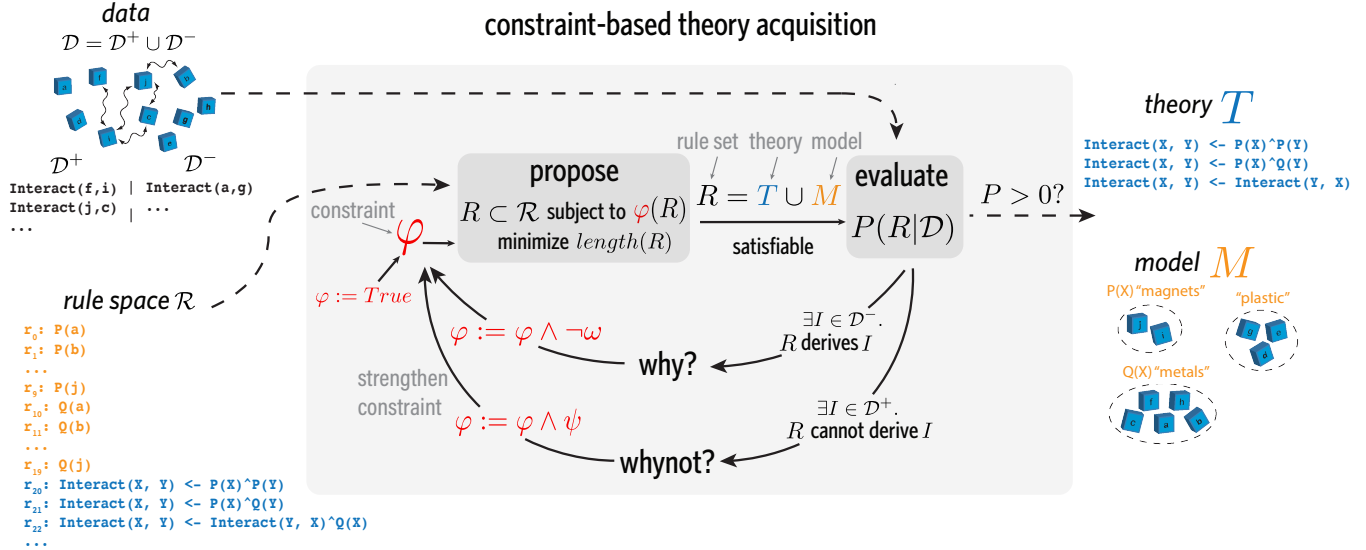 constraint-based theory acquisition
data
𝒟 = 𝒟⁺ ∪ 𝒟⁻
a
f
j
b
d
i
c
g
h
e
𝒟⁺
𝒟⁻
Interact(f,i) | Interact(a,g)
Interact(j,c) | ...
...
rule space ℛ
r₀: P(a)
r₁: P(b)
...
r₉: P(j)
r₁₀: Q(a)
r₁₁: Q(b)
...
r₁₉: Q(j)
r₂₀: Interact(X, Y) <- P(X)^P(Y)
r₂₁: Interact(X, Y) <- P(X)^Q(Y)
r₂₂: Interact(X, Y) <- Interact(Y, X)^Q(X)
...
constraint
φ
φ := True
propose
R ⊂ ℛ subject to φ(R)
minimize length(R)
rule set theory model
R = T ∪ M
satisfiable
evaluate
P(R|𝒟)
P > 0?
∃I ∈ 𝒟⁻.
R derives I
why?
φ := φ ∧ ¬ω
strengthen
constraint
∃I ∈ 𝒟⁺.
R cannot derive I
whynot?
φ := φ ∧ ψ
theory T
Interact(X, Y) <- P(X)^P(Y)
Interact(X, Y) <- P(X)^Q(Y)
Interact(X, Y) <- Interact(Y, X)
model M
P(X) “magnets”
j
i
“plastic”
g
e
d
Q(X) “metals”
f
h
c
a
b